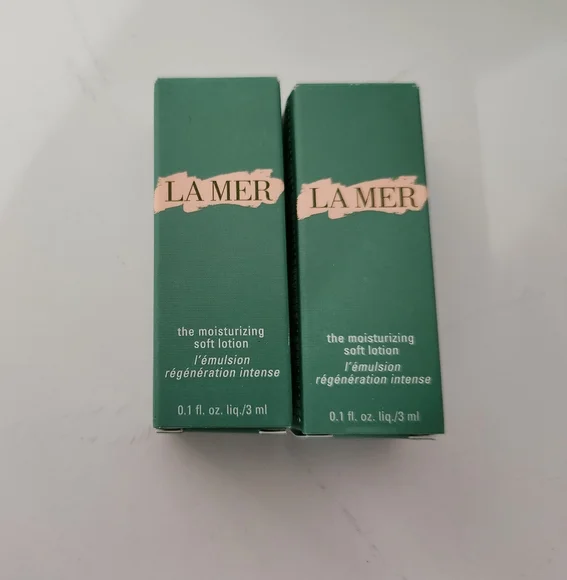 LA MER
the moisturizing
soft lotion
l'émulsion
régénération intense
0.1 fl. oz. liq./3 ml
LA MER
the moisturizing
soft lotion
l'émulsion
régénération intense
0.1 fl. oz. liq./3 ml